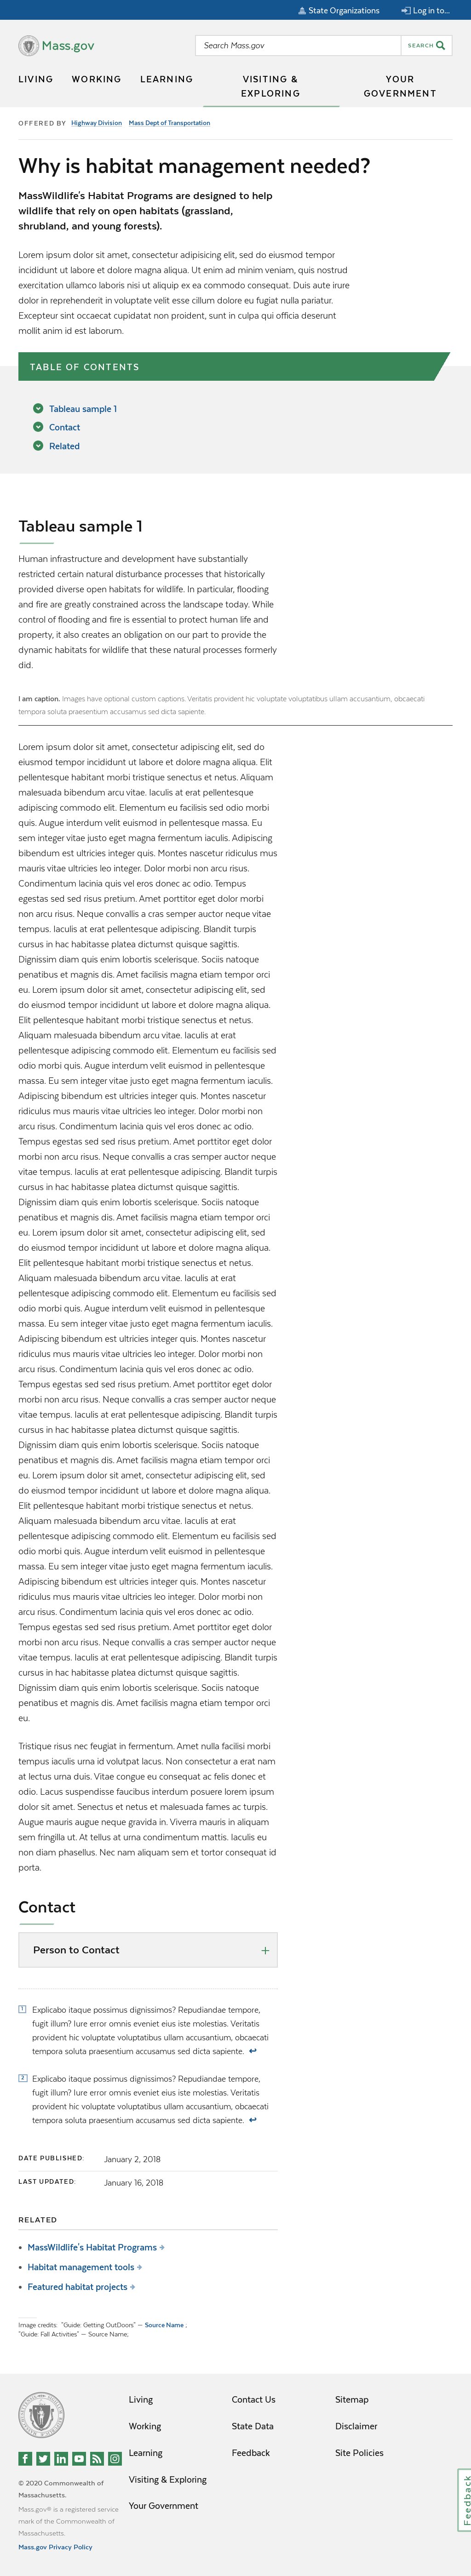 State Organizations
Log in to...
Mass.gov
Search Mass.gov
SEARCH
LIVING
WORKING
LEARNING
VISITING &
EXPLORING
YOUR
GOVERNMENT
OFFERED BY Highway Division Mass Dept of Transportation
Why is habitat management needed?
MassWildlife's Habitat Programs are designed to help
wildlife that rely on open habitats (grassland,
shrubland, and young forests).
Lorem ipsum dolor sit amet, consectetur adipisicing elit, sed do eiusmod tempor
incididunt ut labore et dolore magna aliqua. Ut enim ad minim veniam, quis nostrud
exercitation ullamco laboris nisi ut aliquip ex ea commodo consequat. Duis aute irure
dolor in reprehenderit in voluptate velit esse cillum dolore eu fugiat nulla pariatur.
Excepteur sint occaecat cupidatat non proident, sunt in culpa qui officia deserunt
mollit anim id est laborum.
TABLE OF CONTENTS
Tableau sample 1
Contact
Related
Tableau sample 1
Human infrastructure and development have substantially
restricted certain natural disturbance processes that historically
provided diverse open habitats for wildlife. In particular, flooding
and fire are greatly constrained across the landscape today. While
control of flooding and fire is essential to protect human life and
property, it also creates an obligation on our part to provide the
dynamic habitats for wildlife that these natural processes formerly
did.
I am caption. Images have optional custom captions. Veritatis provident hic voluptate voluptatibus ullam accusantium, obcaecati
tempora soluta praesentium accusamus sed dicta sapiente.
Lorem ipsum dolor sit amet, consectetur adipiscing elit, sed do
eiusmod tempor incididunt ut labore et dolore magna aliqua. Elit
pellentesque habitant morbi tristique senectus et netus. Aliquam
malesuada bibendum arcu vitae. Iaculis at erat pellentesque
adipiscing commodo elit. Elementum eu facilisis sed odio morbi
quis. Augue interdum velit euismod in pellentesque massa. Eu
sem integer vitae justo eget magna fermentum iaculis. Adipiscing
bibendum est ultricies integer quis. Montes nascetur ridiculus mus
mauris vitae ultricies leo integer. Dolor morbi non arcu risus.
Condimentum lacinia quis vel eros donec ac odio. Tempus
egestas sed sed risus pretium. Amet porttitor eget dolor morbi
non arcu risus. Neque convallis a cras semper auctor neque vitae
tempus. Iaculis at erat pellentesque adipiscing. Blandit turpis
cursus in hac habitasse platea dictumst quisque sagittis.
Dignissim diam quis enim lobortis scelerisque. Sociis natoque
penatibus et magnis dis. Amet facilisis magna etiam tempor orci
eu. Lorem ipsum dolor sit amet, consectetur adipiscing elit, sed
do eiusmod tempor incididunt ut labore et dolore magna aliqua.
Elit pellentesque habitant morbi tristique senectus et netus.
Aliquam malesuada bibendum arcu vitae. Iaculis at erat
pellentesque adipiscing commodo elit. Elementum eu facilisis sed
odio morbi quis. Augue interdum velit euismod in pellentesque
massa. Eu sem integer vitae justo eget magna fermentum iaculis.
Adipiscing bibendum est ultricies integer quis. Montes nascetur
ridiculus mus mauris vitae ultricies leo integer. Dolor morbi non
arcu risus. Condimentum lacinia quis vel eros donec ac odio.
Tempus egestas sed sed risus pretium. Amet porttitor eget dolor
morbi non arcu risus. Neque convallis a cras semper auctor neque
vitae tempus. Iaculis at erat pellentesque adipiscing. Blandit turpis
cursus in hac habitasse platea dictumst quisque sagittis.
Dignissim diam quis enim lobortis scelerisque. Sociis natoque
penatibus et magnis dis. Amet facilisis magna etiam tempor orci
eu. Lorem ipsum dolor sit amet, consectetur adipiscing elit, sed
do eiusmod tempor incididunt ut labore et dolore magna aliqua.
Elit pellentesque habitant morbi tristique senectus et netus.
Aliquam malesuada bibendum arcu vitae. Iaculis at erat
pellentesque adipiscing commodo elit. Elementum eu facilisis sed
odio morbi quis. Augue interdum velit euismod in pellentesque
massa. Eu sem integer vitae justo eget magna fermentum iaculis.
Adipiscing bibendum est ultricies integer quis. Montes nascetur
ridiculus mus mauris vitae ultricies leo integer. Dolor morbi non
arcu risus. Condimentum lacinia quis vel eros donec ac odio.
Tempus egestas sed sed risus pretium. Amet porttitor eget dolor
morbi non arcu risus. Neque convallis a cras semper auctor neque
vitae tempus. Iaculis at erat pellentesque adipiscing. Blandit turpis
cursus in hac habitasse platea dictumst quisque sagittis.
Dignissim diam quis enim lobortis scelerisque. Sociis natoque
penatibus et magnis dis. Amet facilisis magna etiam tempor orci
eu. Lorem ipsum dolor sit amet, consectetur adipiscing elit, sed
do eiusmod tempor incididunt ut labore et dolore magna aliqua.
Elit pellentesque habitant morbi tristique senectus et netus.
Aliquam malesuada bibendum arcu vitae. Iaculis at erat
pellentesque adipiscing commodo elit. Elementum eu facilisis sed
odio morbi quis. Augue interdum velit euismod in pellentesque
massa. Eu sem integer vitae justo eget magna fermentum iaculis.
Adipiscing bibendum est ultricies integer quis. Montes nascetur
ridiculus mus mauris vitae ultricies leo integer. Dolor morbi non
arcu risus. Condimentum lacinia quis vel eros donec ac odio.
Tempus egestas sed sed risus pretium. Amet porttitor eget dolor
morbi non arcu risus. Neque convallis a cras semper auctor neque
vitae tempus. Iaculis at erat pellentesque adipiscing. Blandit turpis
cursus in hac habitasse platea dictumst quisque sagittis.
Dignissim diam quis enim lobortis scelerisque. Sociis natoque
penatibus et magnis dis. Amet facilisis magna etiam tempor orci
eu.
Tristique risus nec feugiat in fermentum. Amet nulla facilisi morbi
tempus iaculis urna id volutpat lacus. Non consectetur a erat nam
at lectus urna duis. Vitae congue eu consequat ac felis donec et
odio. Lacus suspendisse faucibus interdum posuere lorem ipsum
dolor sit amet. Senectus et netus et malesuada fames ac turpis.
Augue mauris augue neque gravida in. Viverra mauris in aliquam
sem fringilla ut. At tellus at urna condimentum mattis. Iaculis eu
non diam phasellus. Nec nam aliquam sem et tortor consequat id
porta.
Contact
Person to Contact
1 Explicabo itaque possimus dignissimos? Repudiandae tempore,
fugit illum? Iure error omnis eveniet eius iste molestias. Veritatis
provident hic voluptate voluptatibus ullam accusantium, obcaecati
tempora soluta praesentium accusamus sed dicta sapiente. ↩
2 Explicabo itaque possimus dignissimos? Repudiandae tempore,
fugit illum? Iure error omnis eveniet eius iste molestias. Veritatis
provident hic voluptate voluptatibus ullam accusantium, obcaecati
tempora soluta praesentium accusamus sed dicta sapiente. ↩
DATE PUBLISHED: January 2, 2018
LAST UPDATED: January 16, 2018
RELATED
MassWildlife's Habitat Programs
Habitat management tools
Featured habitat projects
Image credits: "Guide: Getting OutDoors" — Source Name ,
"Guide: Fall Activities" — Source Name,
Living
Working
Learning
Visiting & Exploring
Your Government
Contact Us
State Data
Feedback
Sitemap
Disclaimer
Site Policies
© 2020 Commonwealth of
Massachusetts.
Mass.gov® is a registered service
mark of the Commonwealth of
Massachusetts.
Mass.gov Privacy Policy
Feedback